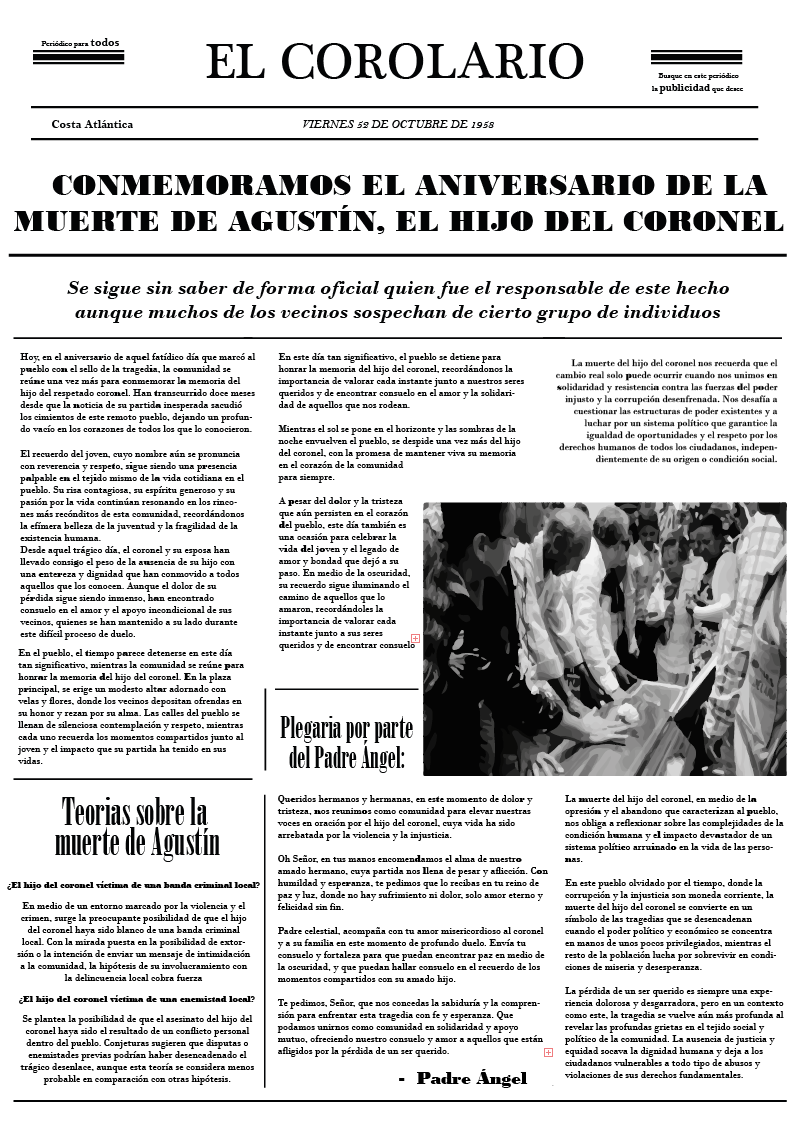 Periódico para todos
EL COROLARIO
Busque en este periódico
la publicidad que desee
Costa Atlántica
VIERNES 52 DE OCTUBRE DE 1958
CONMEMORAMOS EL ANIVERSARIO DE LA
MUERTE DE AGUSTÍN, EL HIJO DEL CORONEL
Se sigue sin saber de forma oficial quien fue el responsable de este hecho
aunque muchos de los vecinos sospechan de cierto grupo de individuos
Hoy, en el aniversario de aquel fatídico día que marcó al
pueblo con el sello de la tragedia, la comunidad se
reúne una vez más para conmemorar la memoria del
hijo del respetado coronel. Han transcurrido doce meses
desde que la noticia de su partida inesperada sacudió
los cimientos de este remoto pueblo, dejando un profun-
do vacío en los corazones de todos los que lo conocieron.
El recuerdo del joven, cuyo nombre aún se pronuncia
con reverencia y respeto, sigue siendo una presencia
palpable en el tejido mismo de la vida cotidiana en el
pueblo. Su risa contagiosa, su espíritu generoso y su
pasión por la vida continúan resonando en los rinco-
nes más recónditos de esta comunidad, recordándonos
la efímera belleza de la juventud y la fragilidad de la
existencia humana.
Desde aquel trágico día, el coronel y su esposa han
llevado consigo el peso de la ausencia de su hijo con
una entereza y dignidad que han conmovido a todos
aquellos que los conocen. Aunque el dolor de su
pérdida sigue siendo inmenso, han encontrado
consuelo en el amor y el apoyo incondicional de sus
vecinos, quienes se han mantenido a su lado durante
este difícil proceso de duelo.
En el pueblo, el tiempo parece detenerse en este día
tan significativo, mientras la comunidad se reúne para
honrar la memoria del hijo del coronel. En la plaza
principal, se erige un modesto altar adornado con
velas y flores, donde los vecinos depositan ofrendas en
su honor y rezan por su alma. Las calles del pueblo se
llenan de silenciosa contemplación y respeto, mientras
cada uno recuerda los momentos compartidos junto al
joven y el impacto que su partida ha tenido en sus
vidas.
En este día tan significativo, el pueblo se detiene para
honrar la memoria del hijo del coronel, recordándonos la
importancia de valorar cada instante junto a nuestros seres
queridos y de encontrar consuelo en el amor y la solidari-
dad de aquellos que nos rodean.
Mientras el sol se pone en el horizonte y las sombras de la
noche envuelven el pueblo, se despide una vez más del hijo
del coronel, con la promesa de mantener viva su memoria
en el corazón de la comunidad
para siempre.
A pesar del dolor y la tristeza
que aún persisten en el corazón
del pueblo, este día también es
una ocasión para celebrar la
vida del joven y el legado de
amor y bondad que dejó a su
paso. En medio de la oscuridad,
su recuerdo sigue iluminando el
camino de aquellos que lo
amaron, recordándoles la
importancia de valorar cada
instante junto a sus seres
queridos y de encontrar consuelo
La muerte del hijo del coronel nos recuerda que el
cambio real solo puede ocurrir cuando nos unimos en
solidaridad y resistencia contra las fuerzas del poder
injusto y la corrupción desenfrenada. Nos desafía a
cuestionar las estructuras de poder existentes y a
luchar por un sistema político que garantice la
igualdad de oportunidades y el respeto por los
derechos humanos de todos los ciudadanos, indepen-
dientemente de su origen o condición social.
Teorias sobre la
muerte de Agustín
¿El hijo del coronel víctima de una banda criminal local?
En medio de un entorno marcado por la violencia y el
crimen, surge la preocupante posibilidad de que el hijo
del coronel haya sido blanco de una banda criminal
local. Con la mirada puesta en la posibilidad de extor-
sión o la intención de enviar un mensaje de intimidación
a la comunidad, la hipótesis de su involucramiento con
la delincuencia local cobra fuerza
¿El hijo del coronel víctima de una enemistad local?
Se plantea la posibilidad de que el asesinato del hijo del
coronel haya sido el resultado de un conflicto personal
dentro del pueblo. Conjeturas sugieren que disputas o
enemistades previas podrían haber desencadenado el
trágico desenlace, aunque esta teoría se considera menos
probable en comparación con otras hipótesis.
Plegaria por parte
del Padre Ángel:
Queridos hermanos y hermanas, en este momento de dolor y
tristeza, nos reunimos como comunidad para elevar nuestras
voces en oración por el hijo del coronel, cuya vida ha sido
arrebatada por la violencia y la injusticia.
Oh Señor, en tus manos encomendamos el alma de nuestro
amado hermano, cuya partida nos llena de pesar y aflicción. Con
humildad y esperanza, te pedimos que lo recibas en tu reino de
paz y luz, donde no hay sufrimiento ni dolor, solo amor eterno y
felicidad sin fin.
Padre celestial, acompaña con tu amor misericordioso al coronel
y a su familia en este momento de profundo duelo. Envía tu
consuelo y fortaleza para que puedan encontrar paz en medio de
la oscuridad, y que puedan hallar consuelo en el recuerdo de los
momentos compartidos con su amado hijo.
Te pedimos, Señor, que nos concedas la sabiduría y la compren-
sión para enfrentar esta tragedia con fe y esperanza. Que
podamos unirnos como comunidad en solidaridad y apoyo
mutuo, ofreciendo nuestro consuelo y amor a aquellos que están
afligidos por la pérdida de un ser querido.
- Padre Ángel
La muerte del hijo del coronel, en medio de la
opresión y el abandono que caracterizan al pueblo,
nos obliga a reflexionar sobre las complejidades de la
condición humana y el impacto devastador de un
sistema político arruinado en la vida de las perso-
nas.
En este pueblo olvidado por el tiempo, donde la
corrupción y la injusticia son moneda corriente, la
muerte del hijo del coronel se convierte en un
símbolo de las tragedias que se desencadenan
cuando el poder político y económico se concentra
en manos de unos pocos privilegiados, mientras el
resto de la población lucha por sobrevivir en condi-
ciones de miseria y desesperanza.
La pérdida de un ser querido es siempre una expe-
riencia dolorosa y desgarradora, pero en un contexto
como este, la tragedia se vuelve aún más profunda al
revelar las profundas grietas en el tejido social y
político de la comunidad. La ausencia de justicia y
equidad socava la dignidad humana y deja a los
ciudadanos vulnerables a todo tipo de abusos y
violaciones de sus derechos fundamentales.